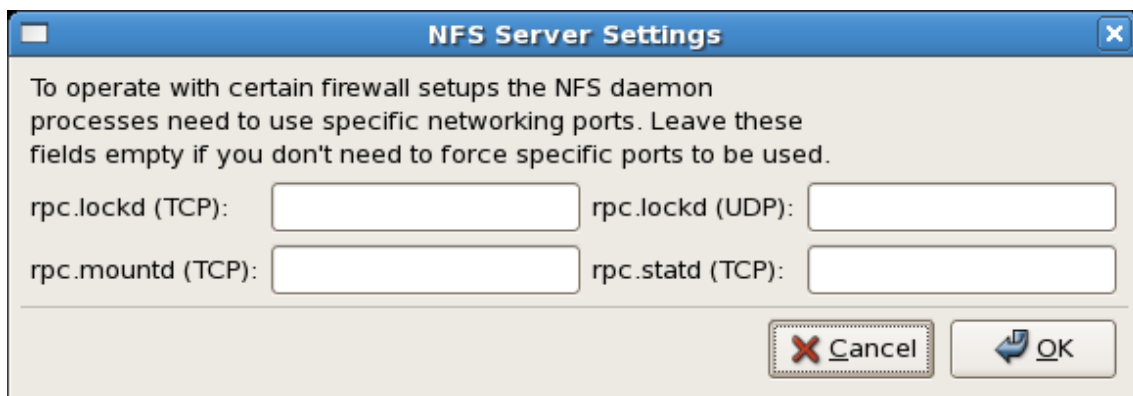 NFS Server Settings
To operate with certain firewall setups the NFS daemon
processes need to use specific networking ports. Leave these
fields empty if you don't need to force specific ports to be used.
rpc.lockd (TCP): rpc.lockd (UDP):
rpc.mountd (TCP): rpc.statd (TCP):
Cancel OK